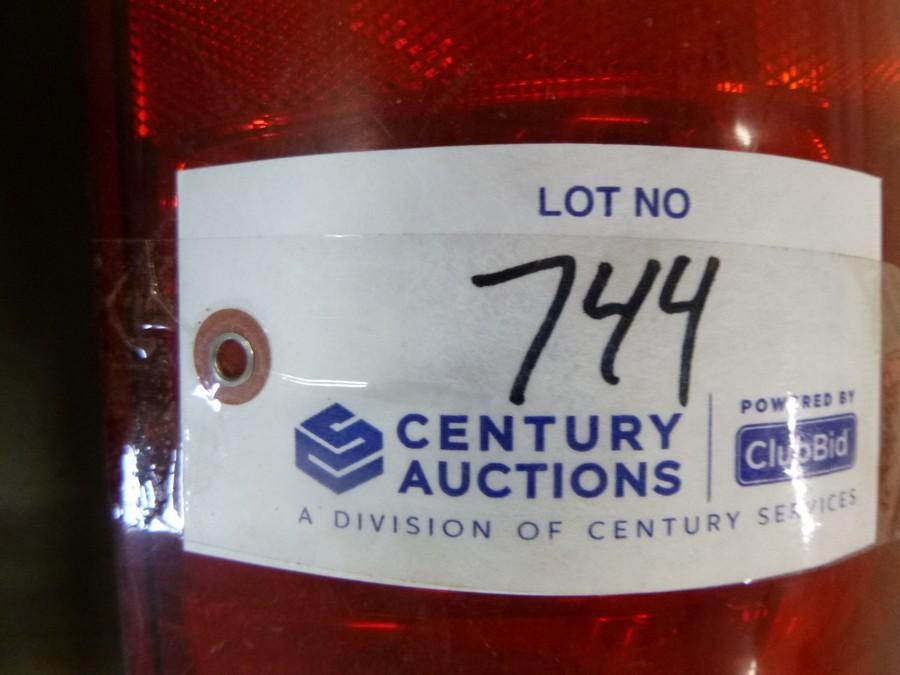 LOT NO
744
CENTURY AUCTIONS
POWERED BY
ClubBid
A DIVISION OF CENTURY SERVICES